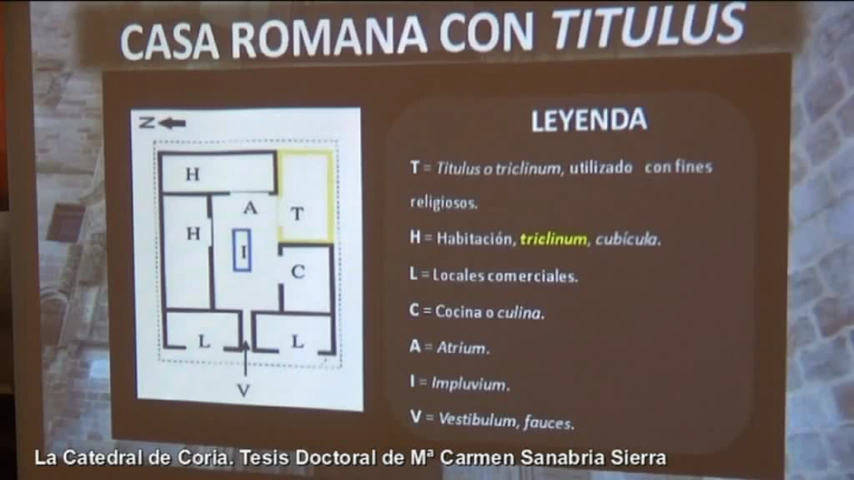 CASA ROMANA CON TITULUS
N
H
A
T
H
I
C
L
L
V
LEYENDA
T = Titulus o triclinum, utilizado con fines
religiosos.
H = Habitación, triclinum, cubícula.
L = Locales comerciales.
C = Cocina o culina.
A = Atrium.
I = Impluvium.
V = Vestibulum, fauces.
La Catedral de Coria. Tesis Doctoral de Mª Carmen Sanabria Sierra